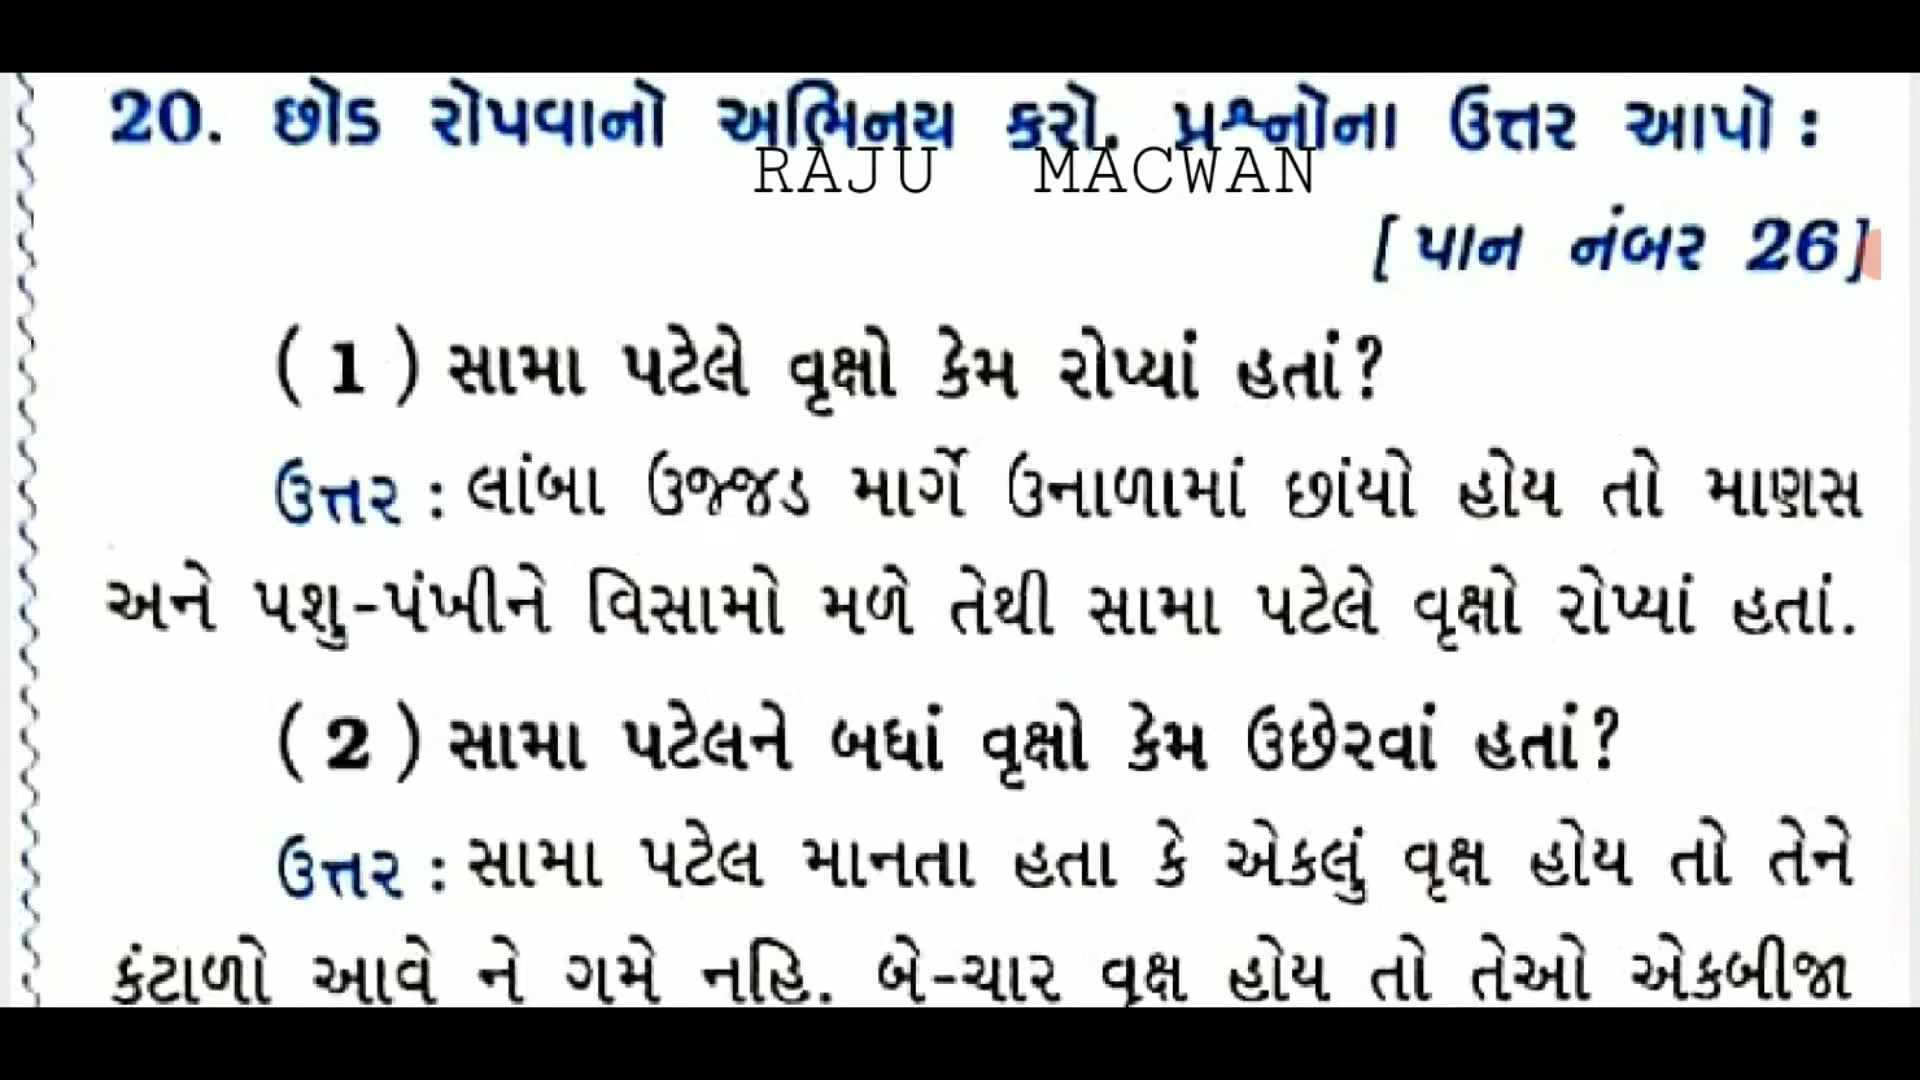 20. છોડ રોપવાનો અભિનય કરો. પ્રશ્નોના ઉત્તર આપો :
RAJU MACWAN
[ પાન નંબર 26]
( 1 ) સામા પટેલે વૃક્ષો કેમ રોપ્યાં હતાં?
ઉત્તર : લાંબા ઉજ્જડ માર્ગે ઉનાળામાં છાંયો હોય તો માણસ
અને પશુ-પંખીને વિસામો મળે તેથી સામા પટેલે વૃક્ષો રોપ્યાં હતાં.
( 2 ) સામા પટેલને બધાં વૃક્ષો કેમ ઉછેરવાં હતાં?
ઉત્તર : સામા પટેલ માનતા હતા કે એકલું વૃક્ષ હોય તો તેને
કંટાળો આવે ને ગમે નહિ. બે-ચાર વૃક્ષ હોય તો તેઓ એકબીજા